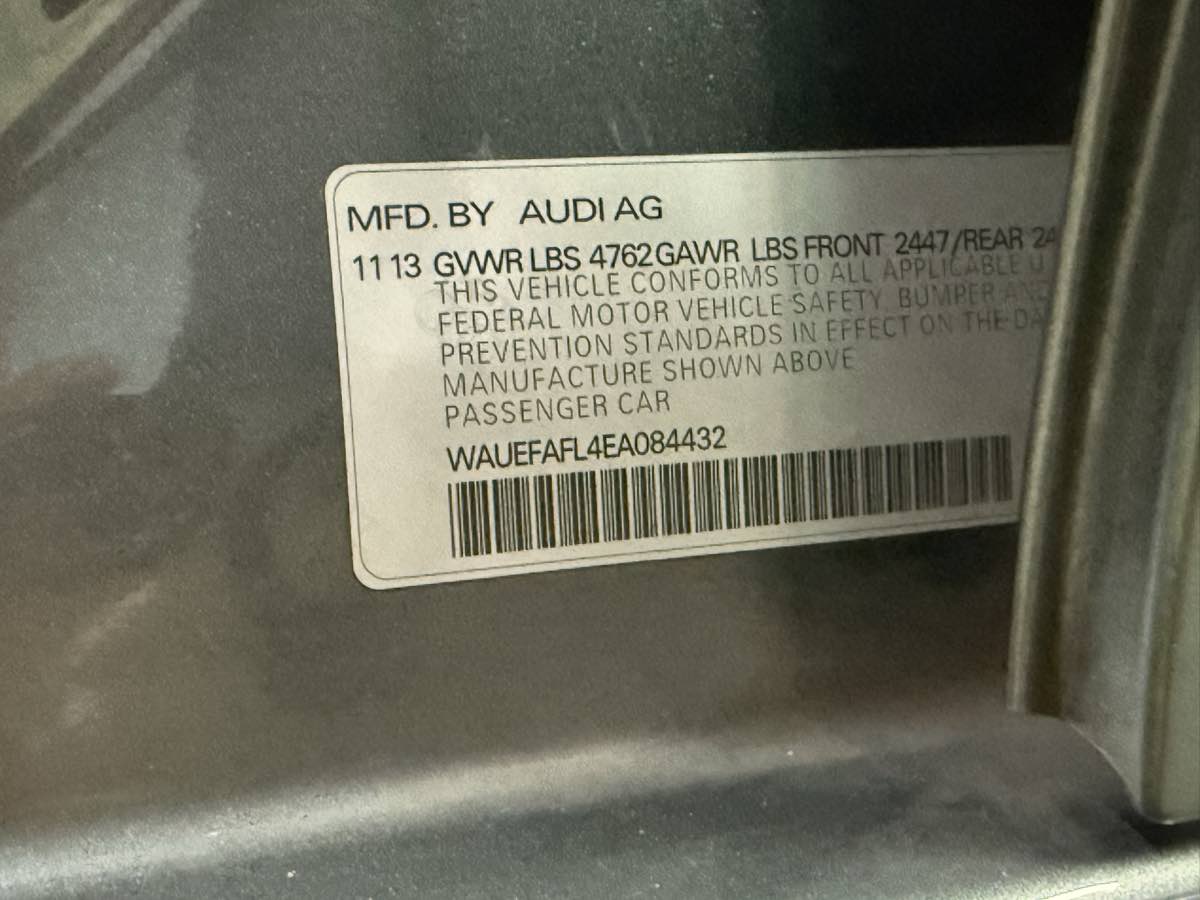 MFD. BY AUDI AG
11 13 GVWR LBS 4762 GAWR LBS FRONT 2447/REAR 24
THIS VEHICLE CONFORMS TO ALL APPLICABLE U
FEDERAL MOTOR VEHICLE SAFETY, BUMPER AND
PREVENTION STANDARDS IN EFFECT ON THE DA
MANUFACTURE SHOWN ABOVE
PASSENGER CAR
WAUEFAFL4EA084432